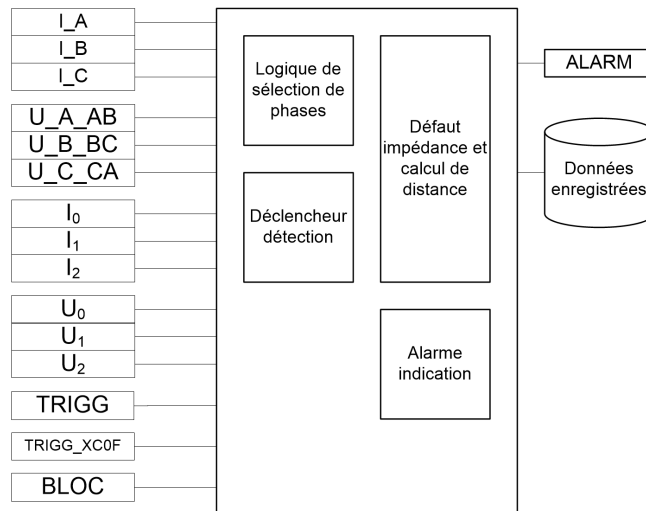 I_A
I_B
I_C
U_A_AB
U_B_BC
U_C_CA
I₀
I₁
I₂
U₀
U₁
U₂
TRIGG
TRIGG_XC0F
BLOC
Logique de
sélection de
phases
Déclencheur
détection
Défaut
impédance et
calcul de
distance
Alarme
indication
ALARM
Données
enregistrées